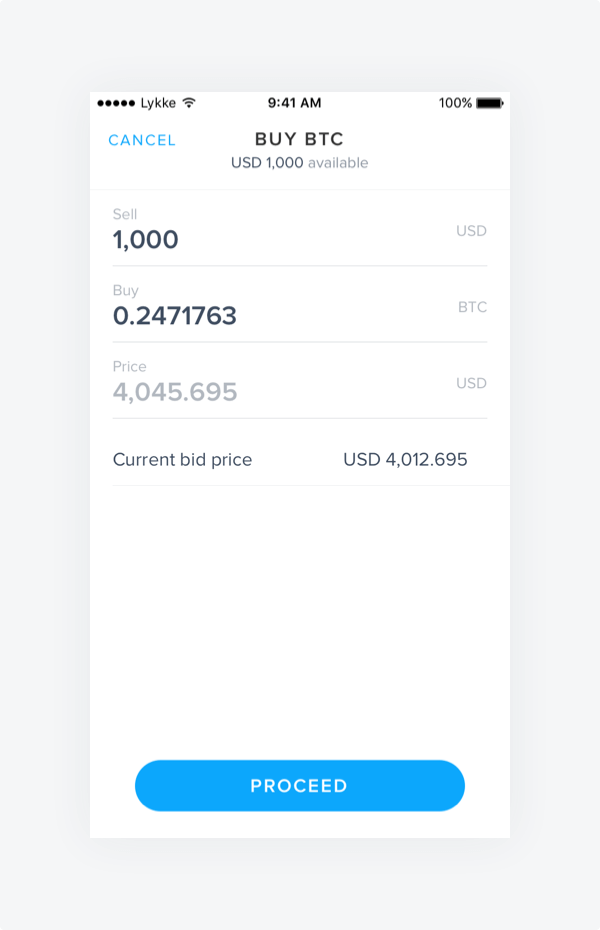 Lykke 9:41 AM 100%
CANCEL BUY BTC
USD 1,000 available
Sell
1,000 USD
Buy
0.2471763 BTC
Price
4,045.695 USD
Current bid price USD 4,012.695
PROCEED